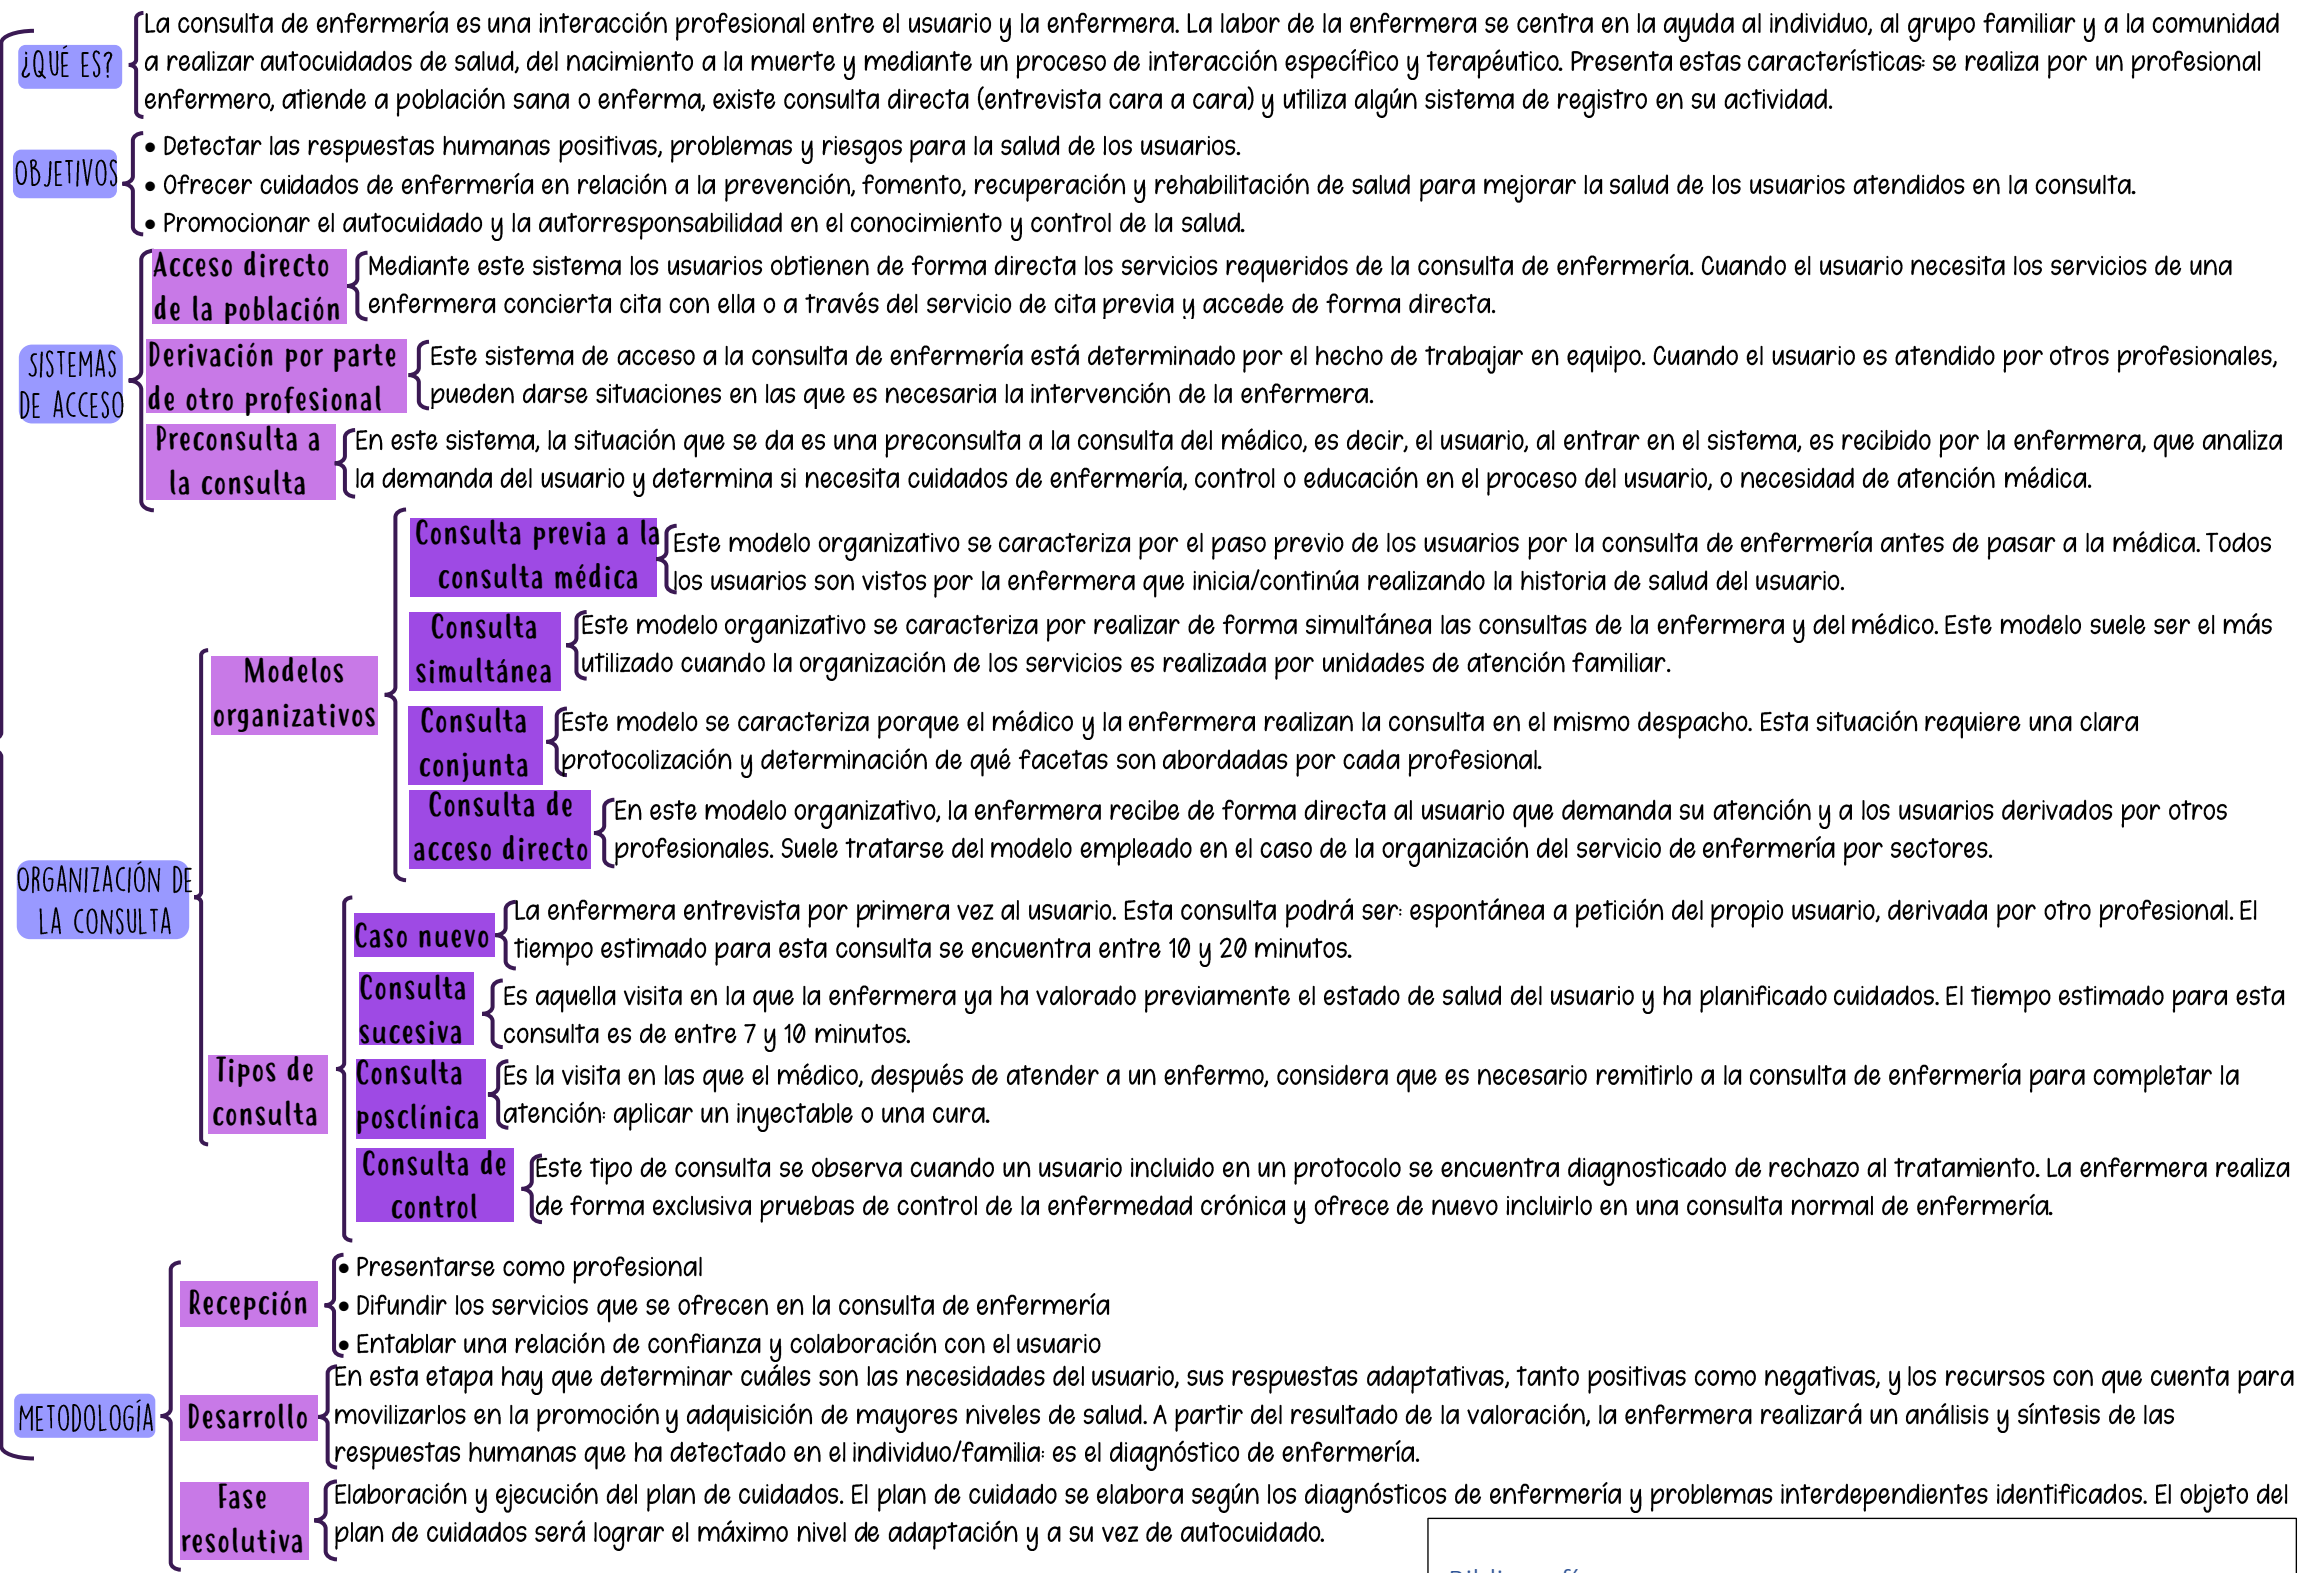 ¿QUÉ ES?
La consulta de enfermería es una interacción profesional entre el usuario y la enfermera. La labor de la enfermera se centra en la ayuda al individuo, al grupo familiar y a la comunidad
a realizar autocuidados de salud, del nacimiento a la muerte y mediante un proceso de interacción específico y terapéutico. Presenta estas características: se realiza por un profesional
enfermero, atiende a población sana o enferma, existe consulta directa (entrevista cara a cara) y utiliza algún sistema de registro en su actividad.
OBJETIVOS
• Detectar las respuestas humanas positivas, problemas y riesgos para la salud de los usuarios.
• Ofrecer cuidados de enfermería en relación a la prevención, fomento, recuperación y rehabilitación de salud para mejorar la salud de los usuarios atendidos en la consulta.
• Promocionar el autocuidado y la autorresponsabilidad en el conocimiento y control de la salud.
SISTEMAS
DE ACCESO
Acceso directo
de la población
Mediante este sistema los usuarios obtienen de forma directa los servicios requeridos de la consulta de enfermería. Cuando el usuario necesita los servicios de una
enfermera concierta cita con ella o a través del servicio de cita previa y accede de forma directa.
Derivación por parte
de otro profesional
Este sistema de acceso a la consulta de enfermería está determinado por el hecho de trabajar en equipo. Cuando el usuario es atendido por otros profesionales,
pueden darse situaciones en las que es necesaria la intervención de la enfermera.
Preconsulta a
la consulta
En este sistema, la situación que se da es una preconsulta a la consulta del médico, es decir, el usuario, al entrar en el sistema, es recibido por la enfermera, que analiza
la demanda del usuario y determina si necesita cuidados de enfermería, control o educación en el proceso del usuario, o necesidad de atención médica.
ORGANIZACIÓN DE
LA CONSULTA
Modelos
organizativos
Consulta previa a la
consulta médica
Este modelo organizativo se caracteriza por el paso previo de los usuarios por la consulta de enfermería antes de pasar a la médica. Todos
los usuarios son vistos por la enfermera que inicia/continúa realizando la historia de salud del usuario.
Consulta
simultánea
Este modelo organizativo se caracteriza por realizar de forma simultánea las consultas de la enfermera y del médico. Este modelo suele ser el más
utilizado cuando la organización de los servicios es realizada por unidades de atención familiar.
Consulta
conjunta
Este modelo se caracteriza porque el médico y la enfermera realizan la consulta en el mismo despacho. Esta situación requiere una clara
protocolización y determinación de qué facetas son abordadas por cada profesional.
Consulta de
acceso directo
En este modelo organizativo, la enfermera recibe de forma directa al usuario que demanda su atención y a los usuarios derivados por otros
profesionales. Suele tratarse del modelo empleado en el caso de la organización del servicio de enfermería por sectores.
Tipos de
consulta
Caso nuevo
La enfermera entrevista por primera vez al usuario. Esta consulta podrá ser: espontánea a petición del propio usuario, derivada por otro profesional. El
tiempo estimado para esta consulta se encuentra entre 10 y 20 minutos.
Consulta
sucesiva
Es aquella visita en la que la enfermera ya ha valorado previamente el estado de salud del usuario y ha planificado cuidados. El tiempo estimado para esta
consulta es de entre 7 y 10 minutos.
Consulta
posclínica
Es la visita en las que el médico, después de atender a un enfermo, considera que es necesario remitirlo a la consulta de enfermería para completar la
atención: aplicar un inyectable o una cura.
Consulta de
control
Este tipo de consulta se observa cuando un usuario incluido en un protocolo se encuentra diagnosticado de rechazo al tratamiento. La enfermera realiza
de forma exclusiva pruebas de control de la enfermedad crónica y ofrece de nuevo incluirlo en una consulta normal de enfermería.
METODOLOGÍA
Recepción
• Presentarse como profesional
• Difundir los servicios que se ofrecen en la consulta de enfermería
• Entablar una relación de confianza y colaboración con el usuario
Desarrollo
En esta etapa hay que determinar cuáles son las necesidades del usuario, sus respuestas adaptativas, tanto positivas como negativas, y los recursos con que cuenta para
movilizarlos en la promoción y adquisición de mayores niveles de salud. A partir del resultado de la valoración, la enfermera realizará un análisis y síntesis de las
respuestas humanas que ha detectado en el individuo/familia: es el diagnóstico de enfermería.
Fase
resolutiva
Elaboración y ejecución del plan de cuidados. El plan de cuidado se elabora según los diagnósticos de enfermería y problemas interdependientes identificados. El objeto del
plan de cuidados será lograr el máximo nivel de adaptación y a su vez de autocuidado.